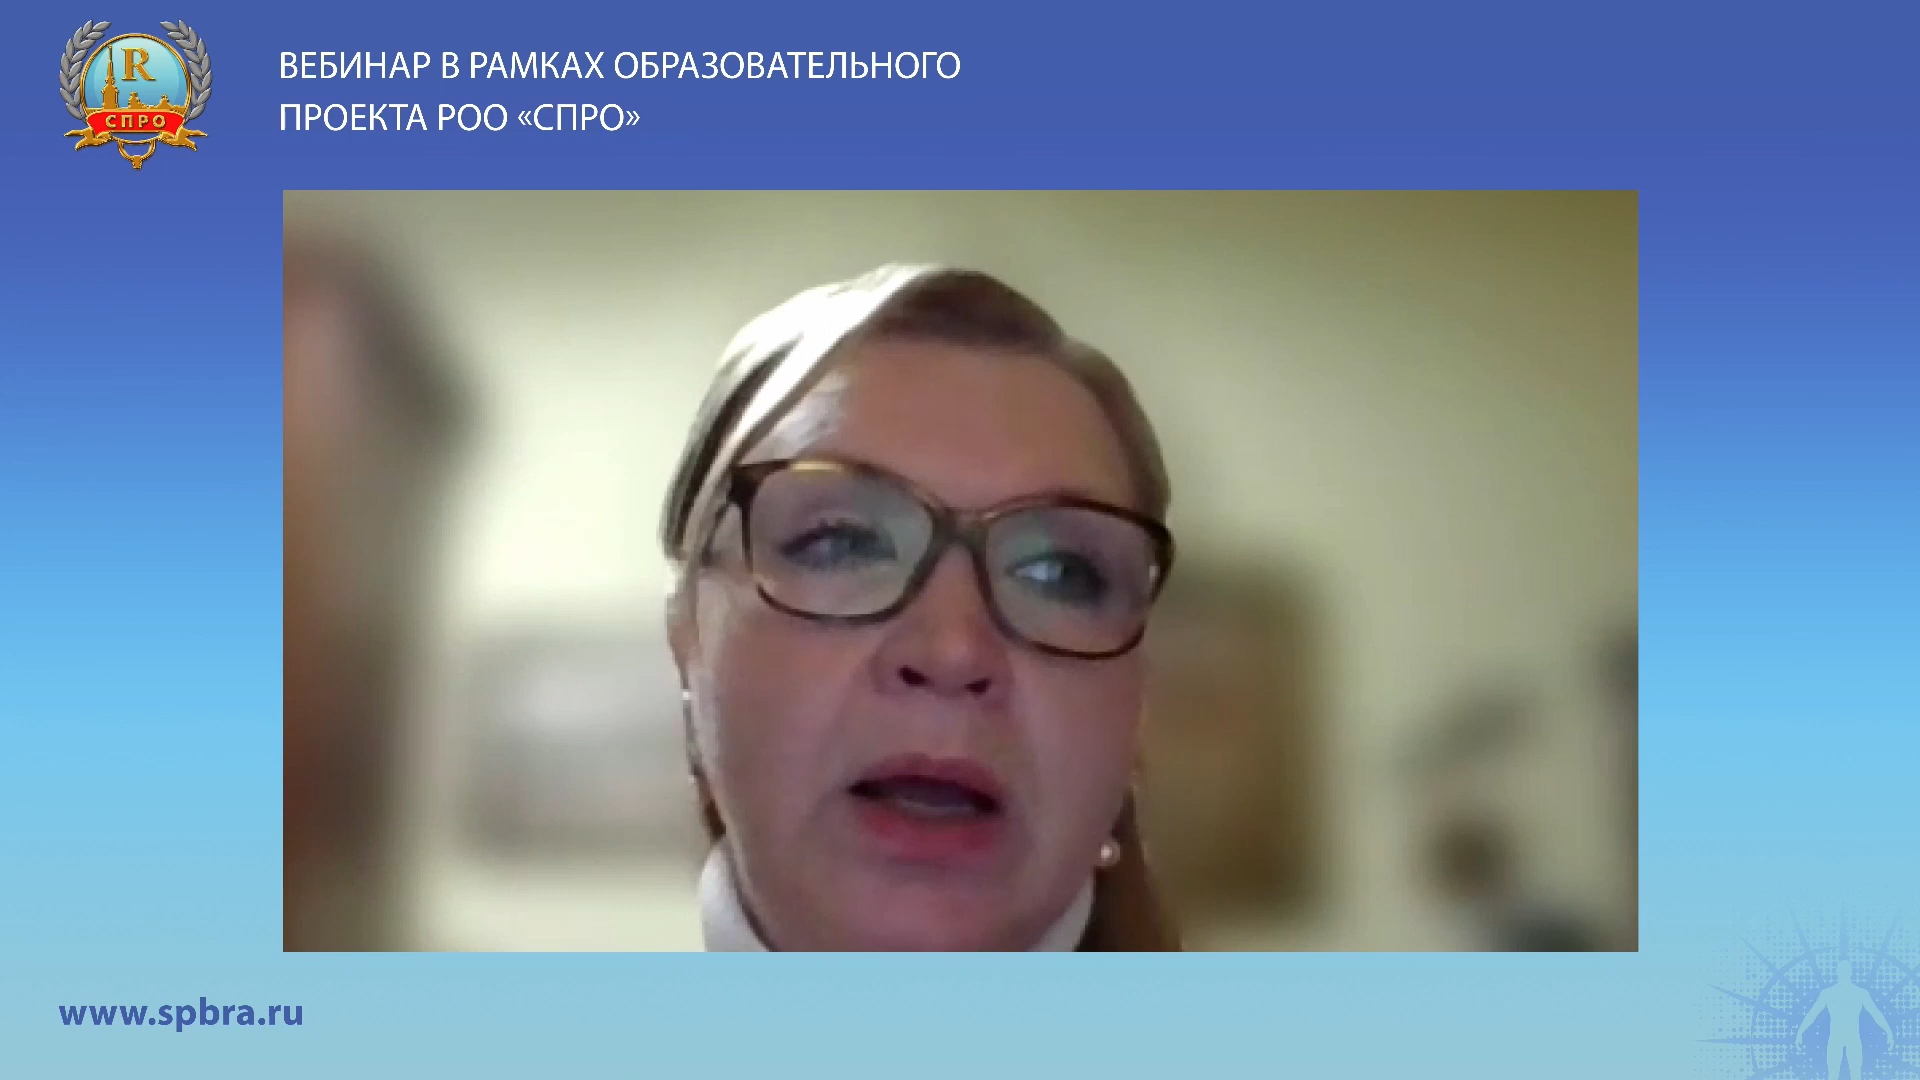 R
СПРО
ВЕБИНАР В РАМКАХ ОБРАЗОВАТЕЛЬНОГО
ПРОЕКТА РОО «СПРО»
www.spbra.ru